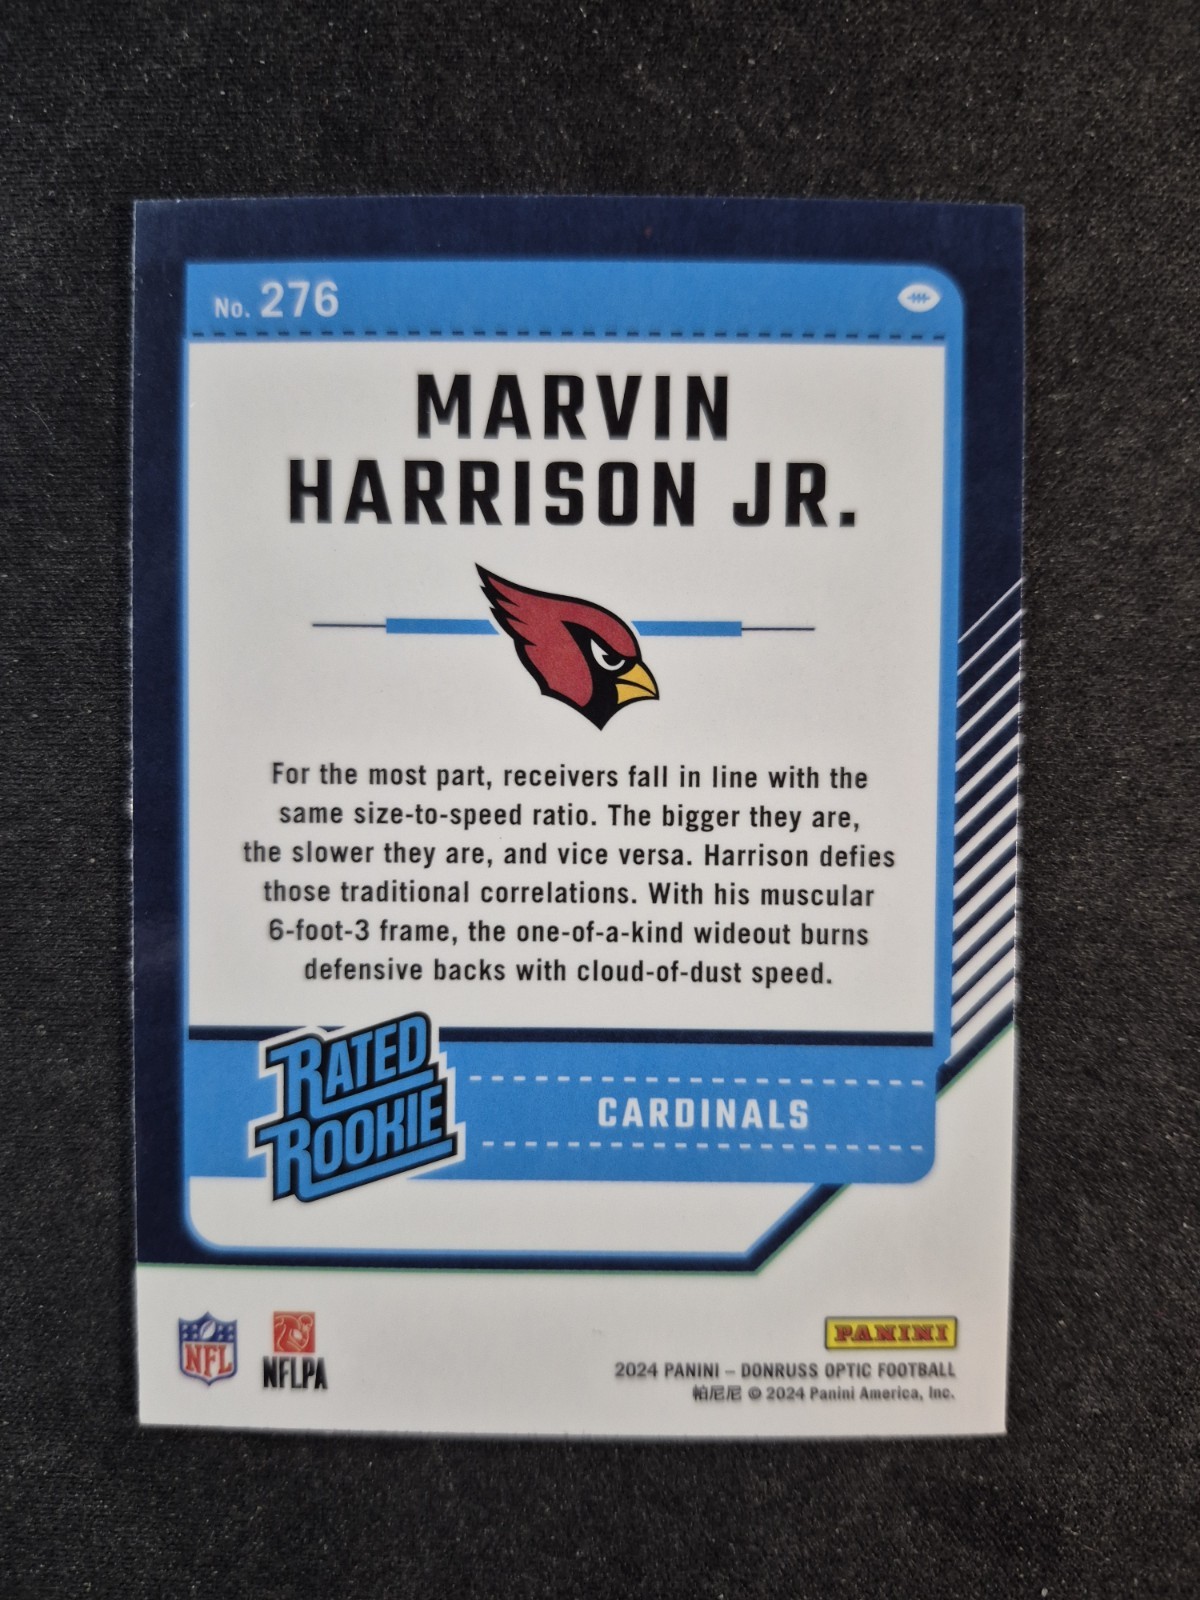 No. 276
MARVIN
HARRISON JR.
For the most part, receivers fall in line with the
same size-to-speed ratio. The bigger they are,
the slower they are, and vice versa. Harrison defies
those traditional correlations. With his muscular
6-foot-3 frame, the one-of-a-kind wideout burns
defensive backs with cloud-of-dust speed.
RATED
ROOKIE
CARDINALS
NFL
NFLPA
PANINI
2024 PANINI – DONRUSS OPTIC FOOTBALL
帕尼尼 © 2024 Panini America, Inc.